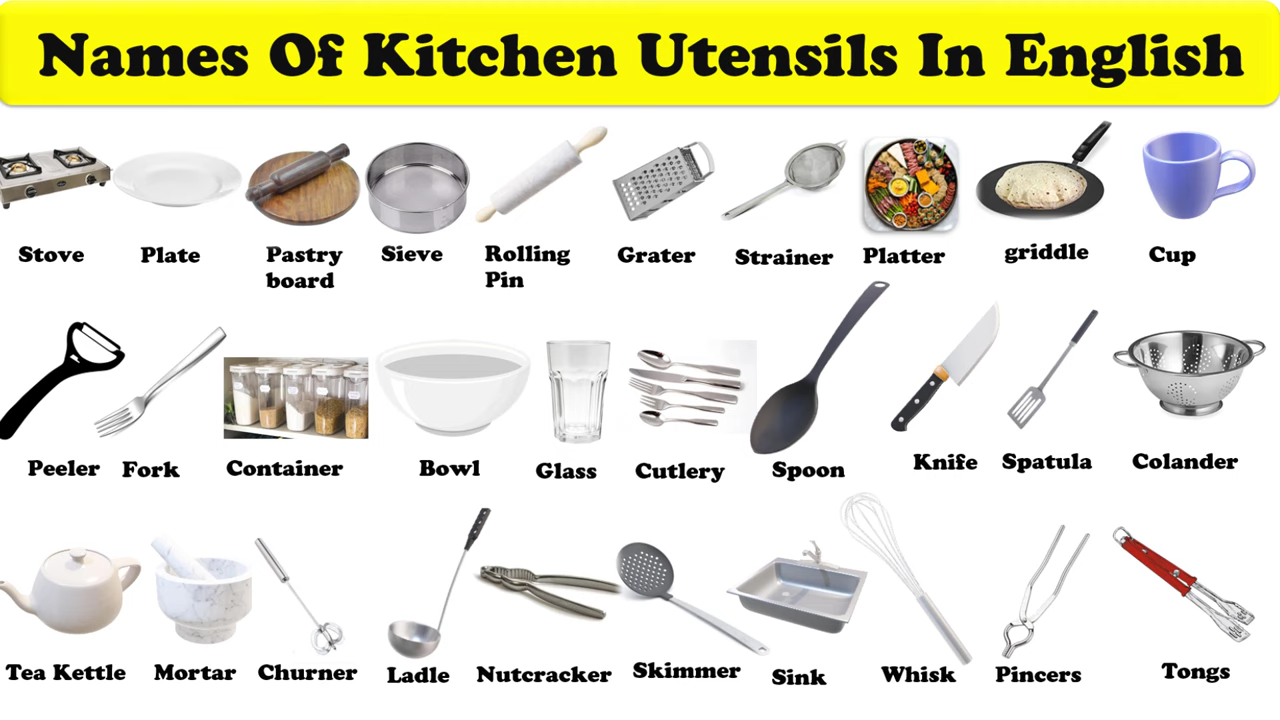 Names Of Kitchen Utensils In English
Stove
Plate
Pastry
board
Sieve
Rolling
Pin
Grater
Strainer
Platter
griddle
Cup
Peeler
Fork
Container
Bowl
Glass
Cutlery
Spoon
Knife
Spatula
Colander
Tea Kettle
Mortar
Churner
Ladle
Nutcracker
Skimmer
Sink
Whisk
Pincers
Tongs